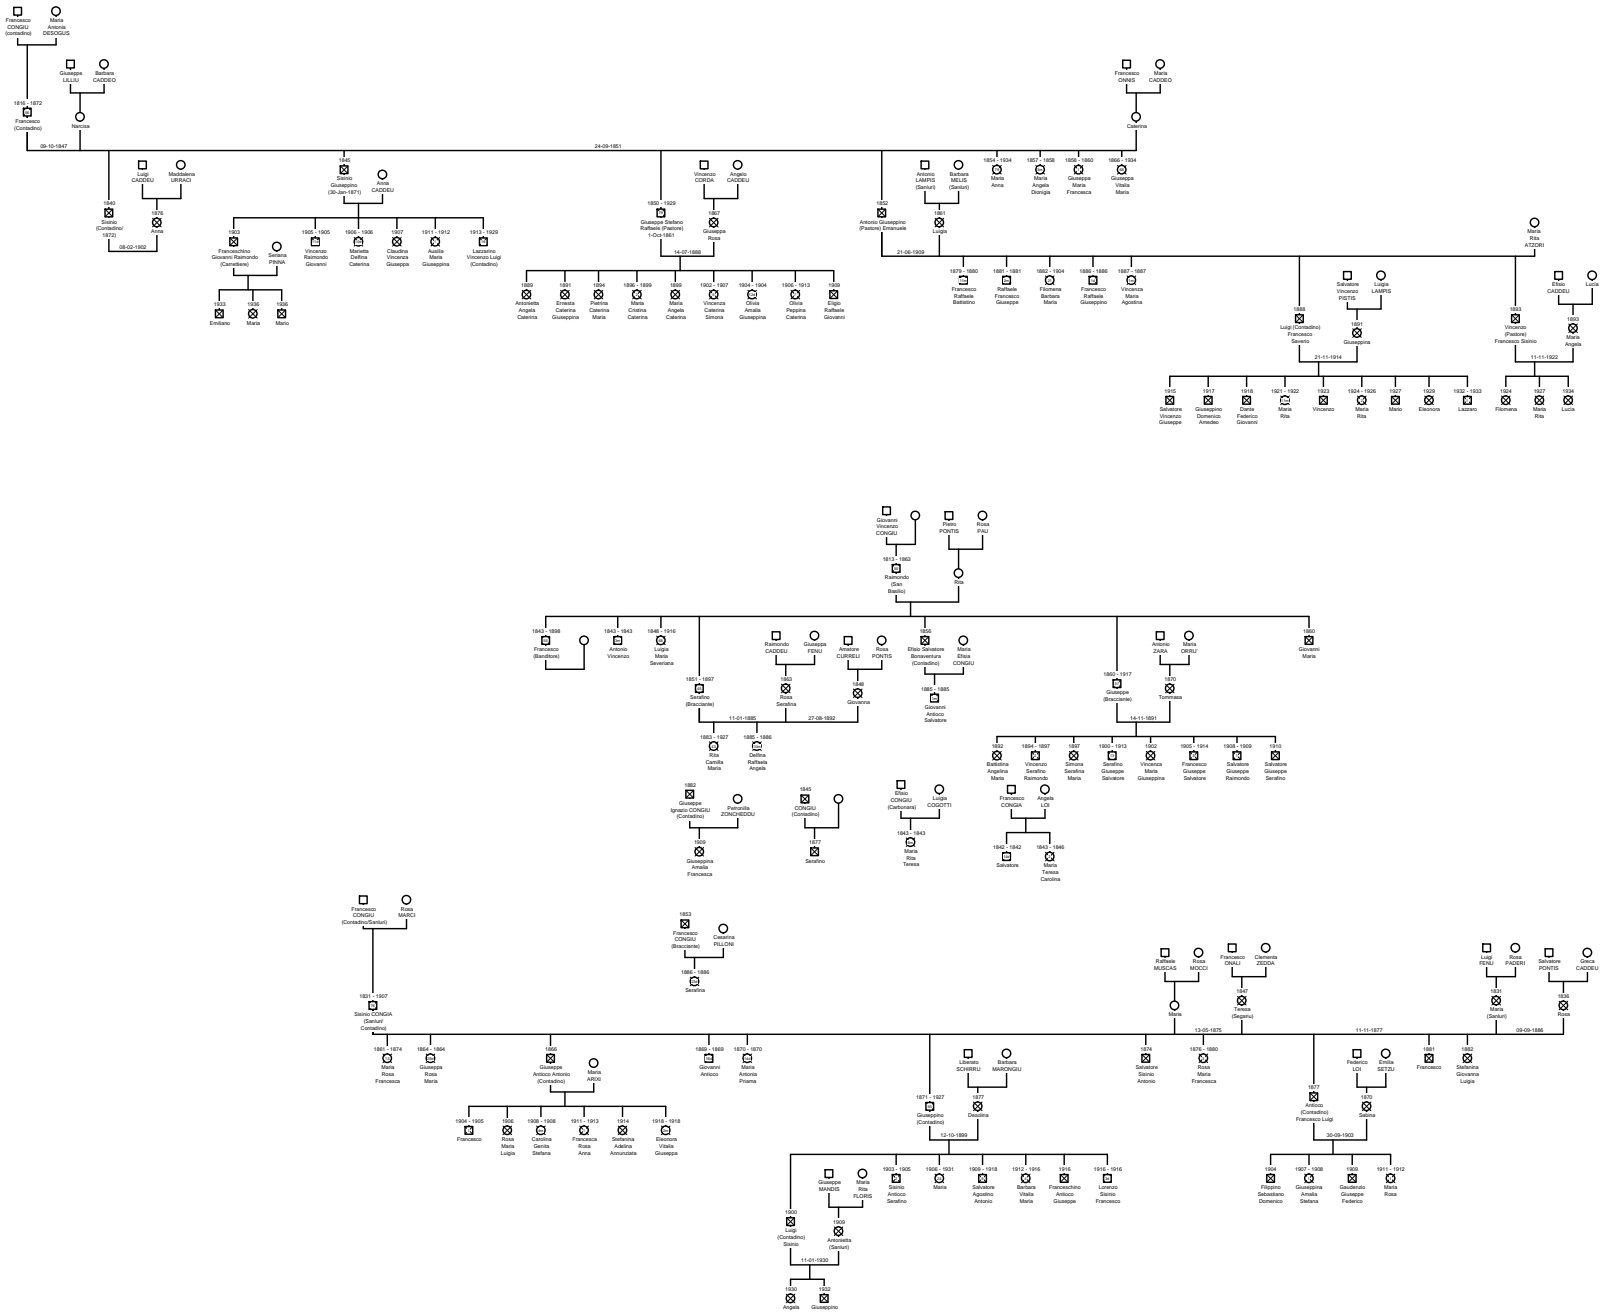 Francesco
CONGIU
(contadino)
Maria
Antonia
DESOGUS
Giuseppe
LILLIU
Barbara
CADDEO
Francesco
ONNIS
Maria
CADDEO
1816 - 1872
Francesco
(Contadino)
Narcisa
Caterina
09-10-1847
24-09-1851
1840
Sisinio
(Contadino/
1872)
Luigi
CADDEU
Maddalena
URRACI
1876
Anna
08-02-1902
1845
Sisinio
Giuseppino
(30-Jan-1871)
Anna
CADDEU
1903
Franceschino
Giovanni Raimondo
(Carrettiere)
Seriana
PINNA
1905 - 1905
Vincenzo
Raimondo
Giovanni
1906 - 1906
Marietta
Delfina
Caterina
1907
Claudina
Vincenza
Giuseppa
1911 - 1912
Ausilia
Maria
Giuseppina
1913 - 1929
Lazzarino
Vincenzo Luigi
(Contadino)
1933
Emiliano
1936
Maria
1936
Mario
1850 - 1929
Giuseppe Stefano
Raffaele (Pastore)
1-Oct-1861
Vincenzo
CORDA
Angelo
CADDEU
1867
Giuseppa
Rosa
14-07-1888
1889
Antonietta
Angela
Caterina
1891
Ernesta
Caterina
Giuseppina
1894
Pietrina
Caterina
Maria
1896 - 1899
Maria
Cristina
Caterina
1899
Maria
Angela
Caterina
1902 - 1907
Vincenza
Caterina
Simona
1904 - 1904
Olivia
Amalia
Giuseppina
1906 - 1913
Olivia
Peppina
Caterina
1909
Eligio
Raffaele
Giovanni
1852
Antonio Giuseppino
(Pastore) Emanuele
Antonio
LAMPIS
(Sanluri)
Barbara
MELIS
(Sanluri)
1861
Luigia
1854 - 1934
Maria
Anna
1857 - 1858
Maria
Angela
Dionigia
1858 - 1860
Giuseppa
Maria
Francesca
1866 - 1934
Giuseppa
Vitalia
Maria
Maria
Rita
ATZORI
21-06-1909
1879 - 1880
Francesco
Raffaele
Battistino
1881 - 1881
Raffaele
Francesco
Giuseppe
1882 - 1904
Filomena
Barbara
Maria
1886 - 1886
Francesco
Raffaele
Giuseppino
1887 - 1887
Vincenza
Maria
Agostina
1888
Luigi (Contadino)
Francesco
Saverio
Salvatore
Vincenzo
PISTIS
Luigia
LAMPIS
1891
Giuseppina
21-11-1914
1893
Vincenzo
(Pastore)
Francesco Sisinio
Efisio
CADDEU
Lucia
1893
Maria
Angela
11-11-1922
1915
Salvatore
Vincenzo
Giuseppe
1917
Giuseppino
Domenico
Amadeo
1918
Dante
Federico
Giovanni
1921 - 1922
Maria
Rita
1923
Vincenzo
1924 - 1926
Maria
Rita
1927
Mario
1929
Eleonora
1932 - 1933
Lazzaro
1924
Filomena
1927
Maria
Rita
1934
Lucia
Giovanni
Vincenzo
CONGIU
Pietro
PONTIS
Rosa
PAU
1813 - 1863
Raimondo
(San
Basilio)
Rita
1843 - 1898
Francesco
(Banditore)
1843 - 1843
Antonio
Vincenzo
1848 - 1916
Luigia
Maria
Severiana
1851 - 1897
Serafino
(Bracciante)
Raimondo
CADDEU
Giuseppa
FENU
1863
Rosa
Serafina
Amatore
CURRELI
Rosa
PONTIS
1848
Giovanna
11-01-1885
27-08-1892
1883 - 1927
Rita
Camilla
Maria
1885 - 1886
Delfina
Raffaela
Angela
1856
Efisio Salvatore
Bonaventura
(Contadino)
Maria
Efisia
CONGIU
1885 - 1885
Giovanni
Antioco
Salvatore
1860 - 1917
Giuseppe
(Bracciante)
Antonio
ZARA
Maria
ORRU'
1870
Tommasa
14-11-1891
1860
Giovanni
Maria
1892
Battistina
Angelina
Maria
1894 - 1897
Vincenzo
Serafino
Raimondo
1897
Simona
Serafina
Maria
1900 - 1913
Serafino
Giuseppe
Salvatore
1902
Vincenza
Maria
Giuseppina
1905 - 1914
Francesco
Giuseppe
Salvatore
1908 - 1909
Salvatore
Giuseppe
Raimondo
1910
Salvatore
Giuseppe
Serafino
1882
Giuseppe
Ignazio CONGIU
(Contadino)
Petronilla
ZONCHEDDU
1909
Giuseppina
Amalia
Francesca
1845
CONGIU
(Contadino)
1877
Serafino
Efisio
CONGIU
(Carbonara)
Luigia
COGOTTI
1843 - 1843
Maria
Rita
Teresa
Francesco
CONGIA
Angela
LOI
1842 - 1842
Salvatore
1843 - 1846
Maria
Teresa
Carolina
Francesco
CONGIU
(Contadino/Sanluri)
Rosa
MARCI
1853
Francesco
CONGIU
(Bracciante)
Cesarina
PILLONI
1886 - 1886
Serafina
1831 - 1907
Sisinio CONGIA
(Sanluri/
Contadino)
Raffaele
MUSCAS
Rosa
MOCCI
Maria
Francesco
ONALI
Clementa
ZEDDA
1847
Teresa
(Segariu)
Luigi
FENU
Rosa
PADERI
1831
Maria
(Sanluri)
Salvatore
PONTIS
Greca
CADDEU
1836
Rosa
13-05-1875
11-11-1877
09-09-1886
1861 - 1874
Maria
Rosa
Francesca
1864 - 1864
Giuseppa
Rosa
Maria
1866
Giuseppe
Antioco Antonio
(Contadino)
Maria
ARIXI
1869 - 1869
Giovanni
Antioco
1870 - 1870
Maria
Antonia
Priama
1871 - 1927
Giuseppino
(Contadino)
Liberato
SCHIRRU
Barbara
MARONGIU
1877
Desolina
12-10-1899
1874
Salvatore
Sisinio
Antonio
1876 - 1880
Rosa
Maria
Francesca
1877
Antioco
(Contadino)
Francesco Luigi
Federico
LOI
Emilia
SETZU
1870
Sabina
30-09-1903
1881
Francesco
1882
Stefanina
Giovanna
Luigia
1904 - 1905
Francesco
1906
Rosa
Maria
Luigia
1908 - 1908
Carolina
Genita
Stefana
1911 - 1913
Francesca
Rosa
Anna
1914
Stefanina
Adelina
Annunziata
1918 - 1918
Eleonora
Vitalia
Giuseppa
1900
Luigi
(Contadino)
Sisinio
Giuseppe
MANDIS
Maria
Rita
FLORIS
1909
Antonietta
(Sanluri)
11-01-1930
1903 - 1905
Sisinio
Antioco
Serafino
1906 - 1931
Maria
1909 - 1918
Salvatore
Agostino
Antonio
1912 - 1916
Barbara
Vitalia
Maria
1916
Franceschino
Antioco
Giuseppe
1916 - 1916
Lorenzo
Sisinio
Francesco
1904
Filippino
Sebastiano
Domenico
1907 - 1908
Giuseppina
Amalia
Stefana
1909
Gaudenzio
Giuseppe
Federico
1911 - 1912
Maria
Rosa
1930
Angela
1932
Giuseppino